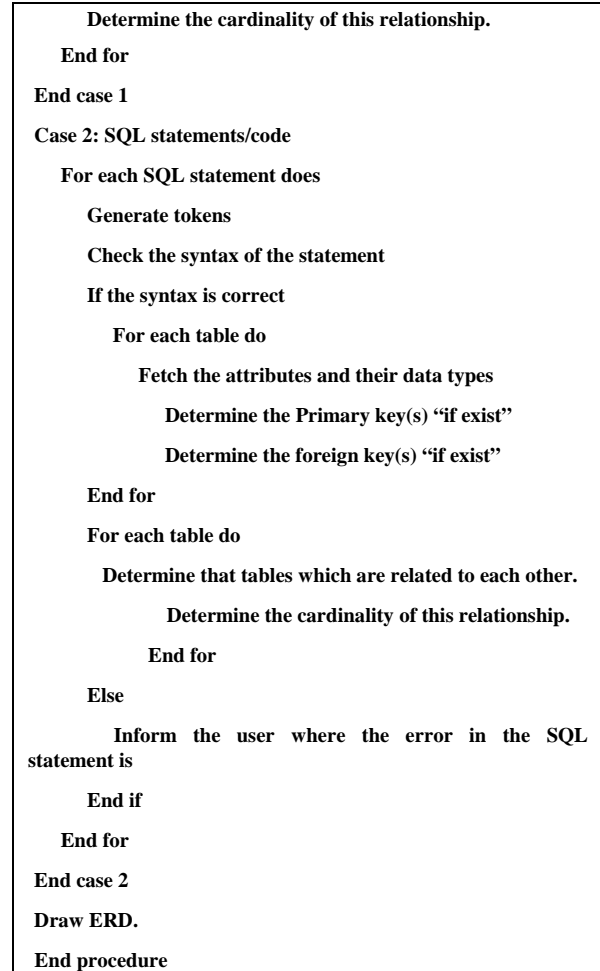 Determine the cardinality of this relationship.
End for
End case 1
Case 2: SQL statements/code
For each SQL statement does
Generate tokens
Check the syntax of the statement
If the syntax is correct
For each table do
Fetch the attributes and their data types
Determine the Primary key(s) “if exist”
Determine the foreign key(s) “if exist”
End for
For each table do
Determine that tables which are related to each other.
Determine the cardinality of this relationship.
End for
Else
Inform the user where the error in the SQL
statement is
End if
End for
End case 2
Draw ERD.
End procedure